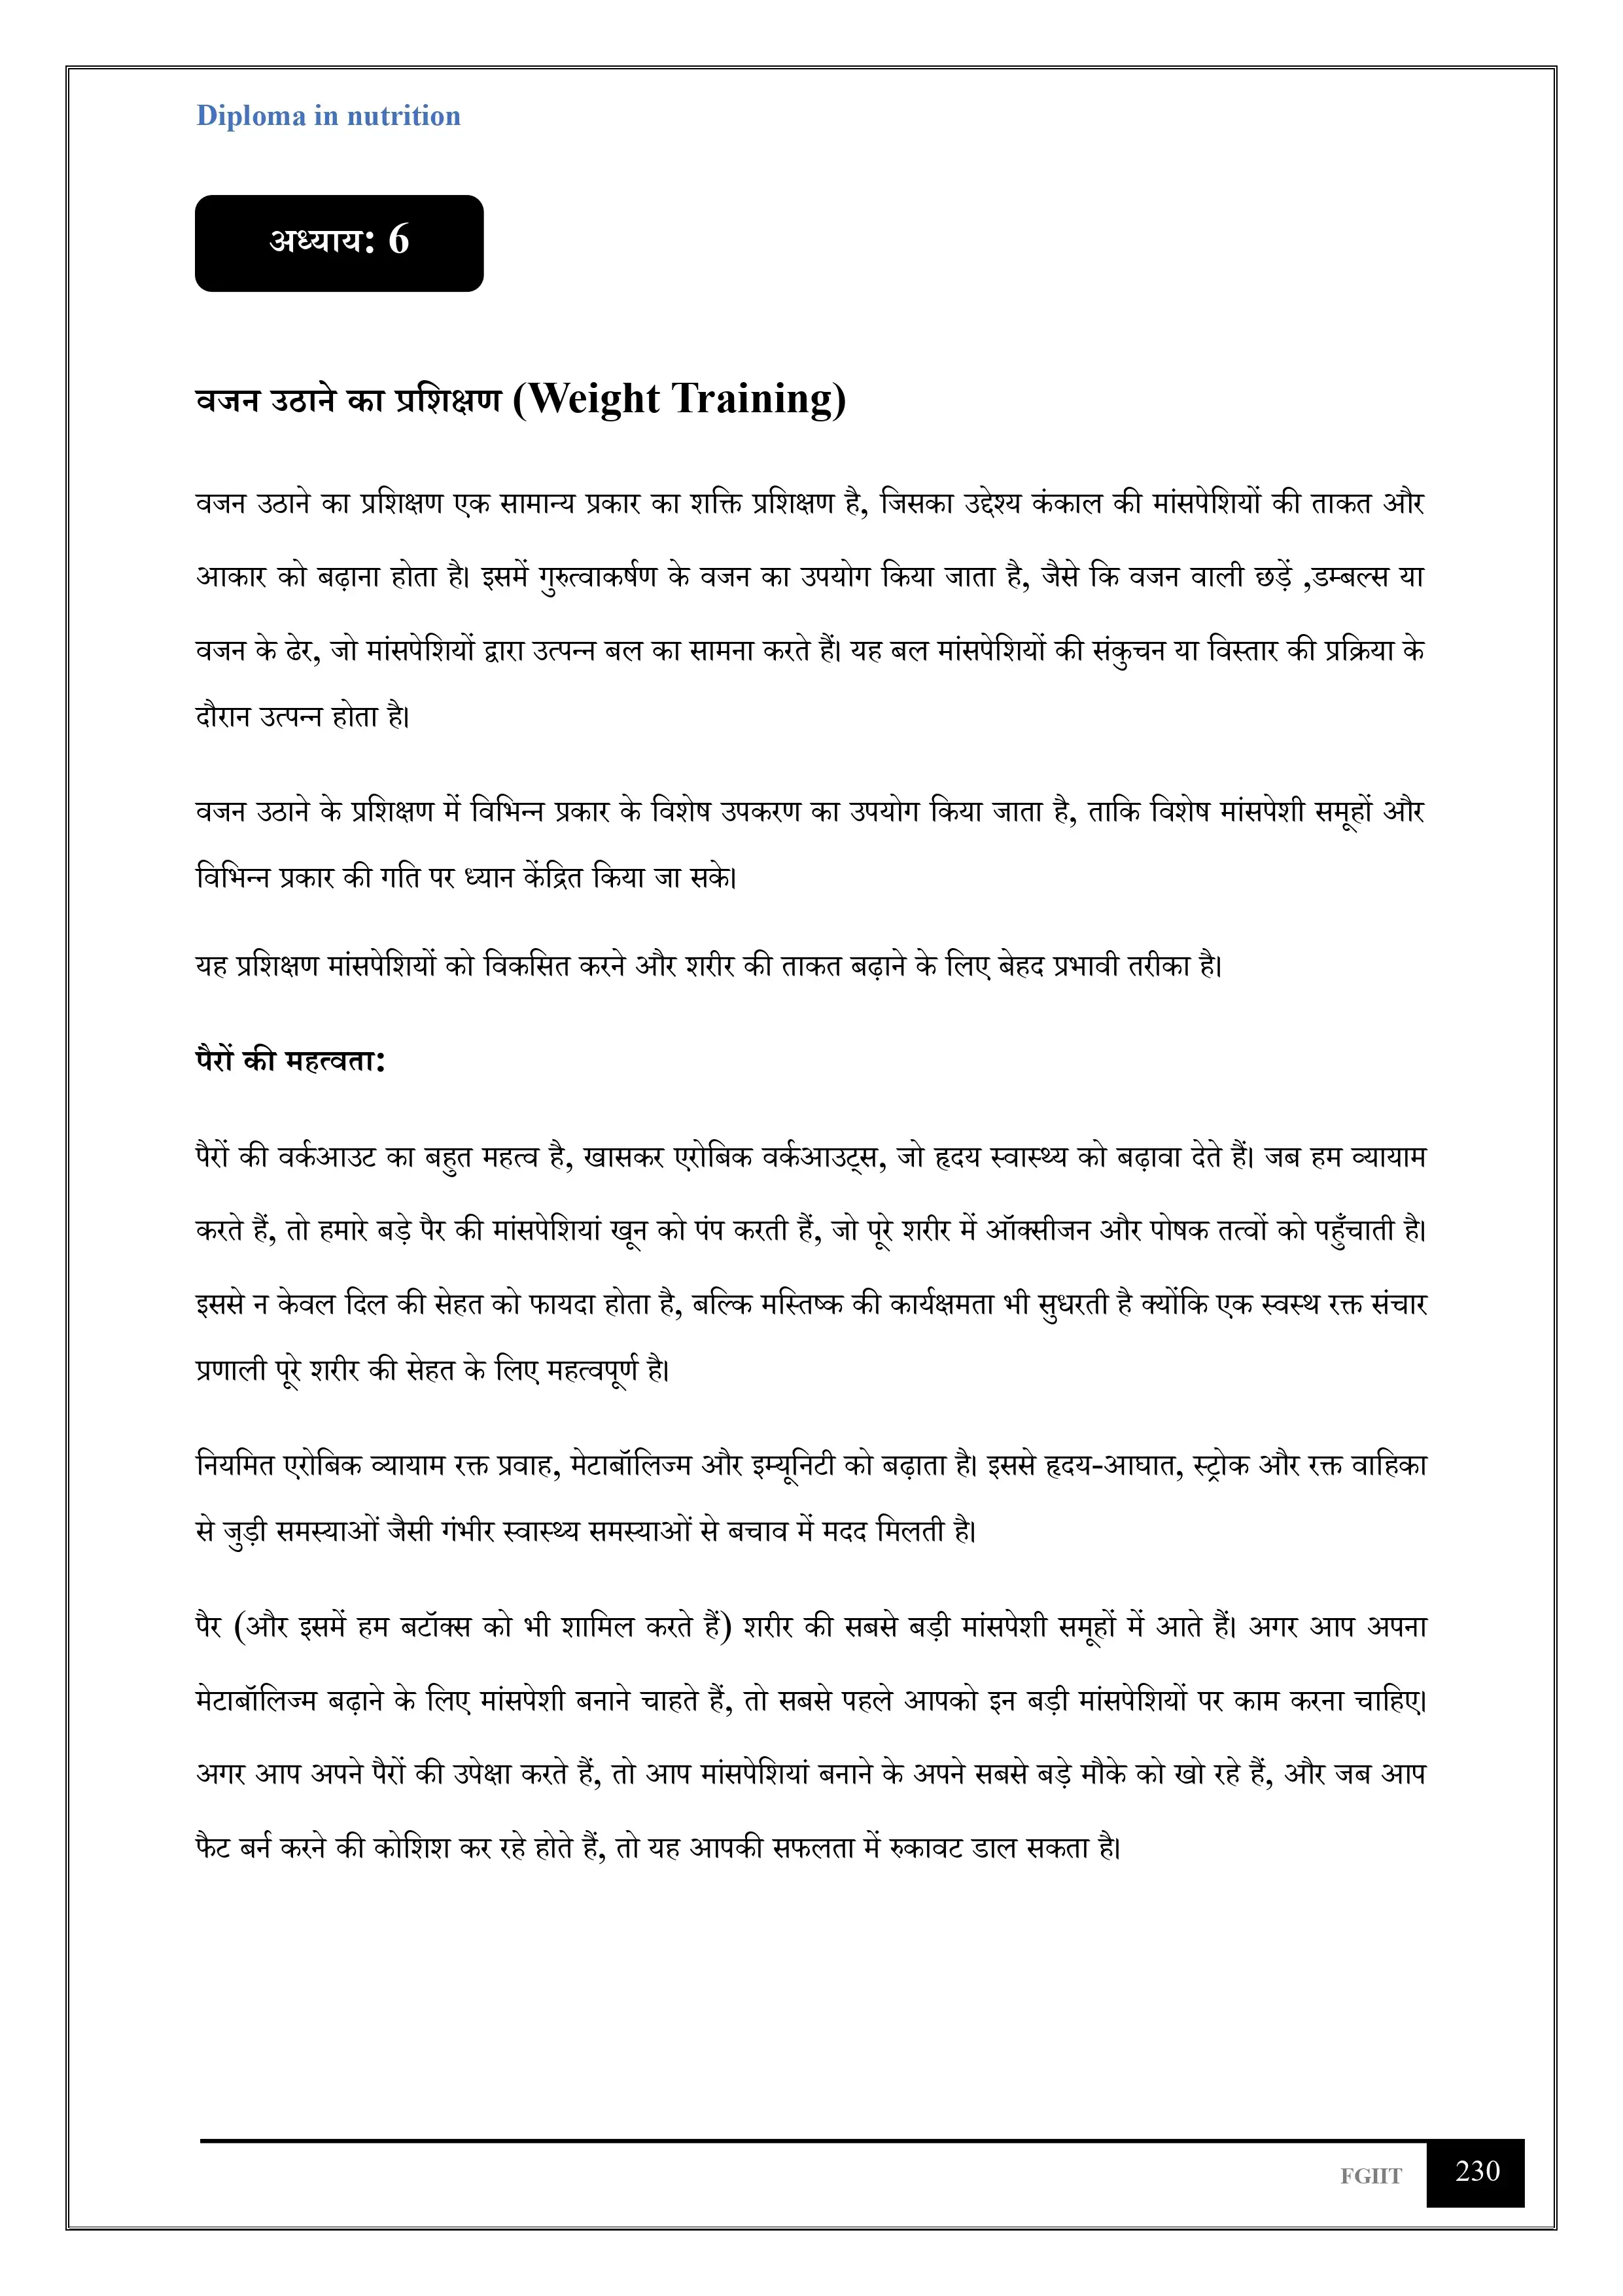 Diploma in nutrition
अध्याय: 6
वजन उठाने का प्रशिक्षण (Weight Training)
वजन उठाने का प्रशिक्षण एक सामान्य प्रकार का शक्ति प्रशिक्षण है, जिसका उद्देश्य कंकाल की मांसपेशियों की ताकत और
आकार को बढ़ाना होता है। इसमें गुरुत्वाकर्षण के वजन का उपयोग किया जाता है, जैसे कि वजन वाली छड़ें ,डम्बल्स या
वजन के ढेर, जो मांसपेशियों द्वारा उत्पन्न बल का सामना करते हैं। यह बल मांसपेशियों की संकुचन या विस्तार की प्रक्रिया के
दौरान उत्पन्न होता है।
वजन उठाने के प्रशिक्षण में विभिन्न प्रकार के विशेष उपकरण का उपयोग किया जाता है, ताकि विशेष मांसपेशी समूहों और
विभिन्न प्रकार की गति पर ध्यान केंद्रित किया जा सके।
यह प्रशिक्षण मांसपेशियों को विकसित करने और शरीर की ताकत बढ़ाने के लिए बेहद प्रभावी तरीका है।
पैरों की महत्वता:
पैरों की वर्कआउट का बहुत महत्व है, खासकर एरोबिक वर्कआउट्स, जो हृदय स्वास्थ्य को बढ़ावा देते हैं। जब हम व्यायाम
करते हैं, तो हमारे बड़े पैर की मांसपेशियां खून को पंप करती हैं, जो पूरे शरीर में ऑक्सीजन और पोषक तत्वों को पहुँचाती है।
इससे न केवल दिल की सेहत को फायदा होता है, बल्कि मस्तिष्क की कार्यक्षमता भी सुधरती है क्योंकि एक स्वस्थ रक्त संचार
प्रणाली पूरे शरीर की सेहत के लिए महत्वपूर्ण है।
नियमित एरोबिक व्यायाम रक्त प्रवाह, मेटाबॉलिज्म और इम्यूनिटी को बढ़ाता है। इससे हृदय-आघात, स्ट्रोक और रक्त वाहिका
से जुड़ी समस्याओं जैसी गंभीर स्वास्थ्य समस्याओं से बचाव में मदद मिलती है।
पैर (और इसमें हम बटॉक्स को भी शामिल करते हैं) शरीर की सबसे बड़ी मांसपेशी समूहों में आते हैं। अगर आप अपना
मेटाबॉलिज्म बढ़ाने के लिए मांसपेशी बनाने चाहते हैं, तो सबसे पहले आपको इन बड़ी मांसपेशियों पर काम करना चाहिए।
अगर आप अपने पैरों की उपेक्षा करते हैं, तो आप मांसपेशियां बनाने के अपने सबसे बड़े मौके को खो रहे हैं, और जब आप
फैट बर्न करने की कोशिश कर रहे होते हैं, तो यह आपकी सफलता में रुकावट डाल सकता है।
FGIIT 230